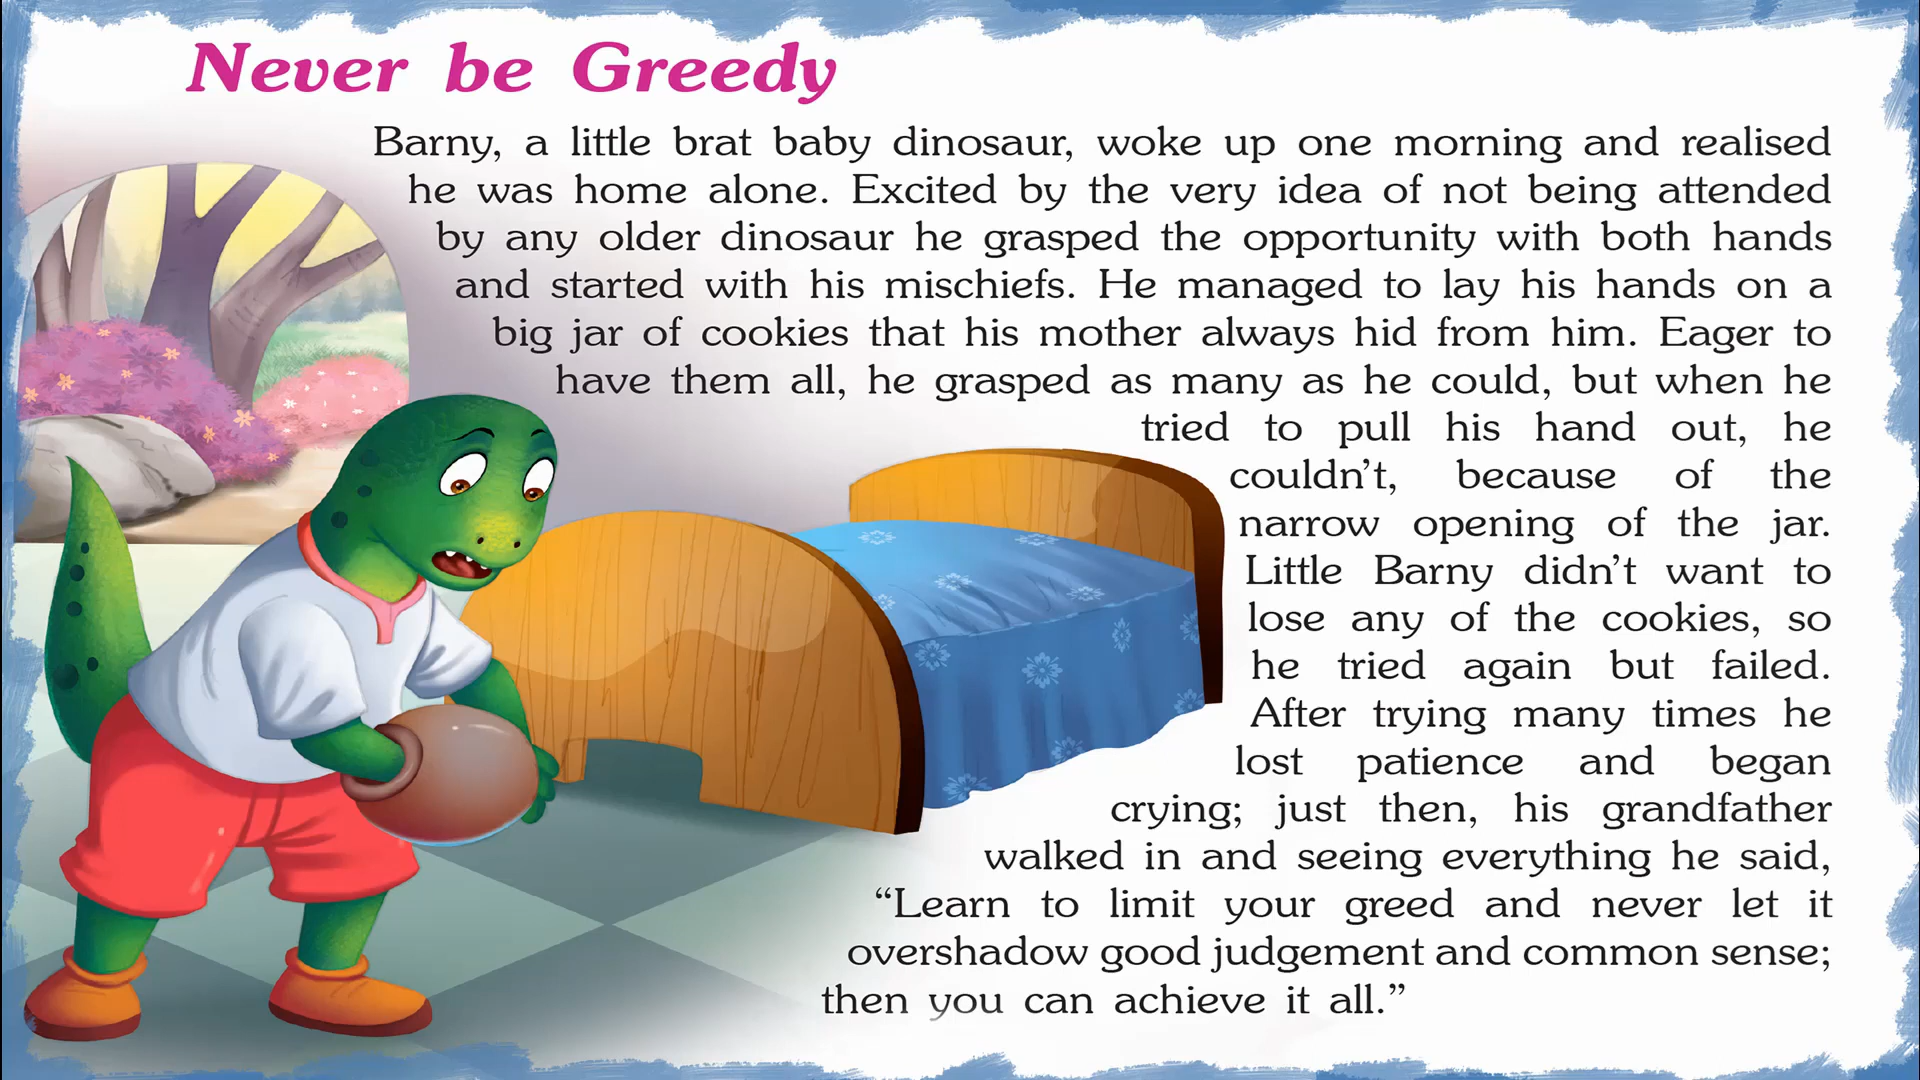 Never be Greedy
Barny, a little brat baby dinosaur, woke up one morning and realised
he was home alone. Excited by the very idea of not being attended
by any older dinosaur he grasped the opportunity with both hands
and started with his mischiefs. He managed to lay his hands on a
big jar of cookies that his mother always hid from him. Eager to
have them all, he grasped as many as he could, but when he
tried to pull his hand out, he
couldn’t, because of the
narrow opening of the jar.
Little Barny didn’t want to
lose any of the cookies, so
he tried again but failed.
After trying many times he
lost patience and began
crying; just then, his grandfather
walked in and seeing everything he said,
“Learn to limit your greed and never let it
overshadow good judgement and common sense;
then you can achieve it all.”